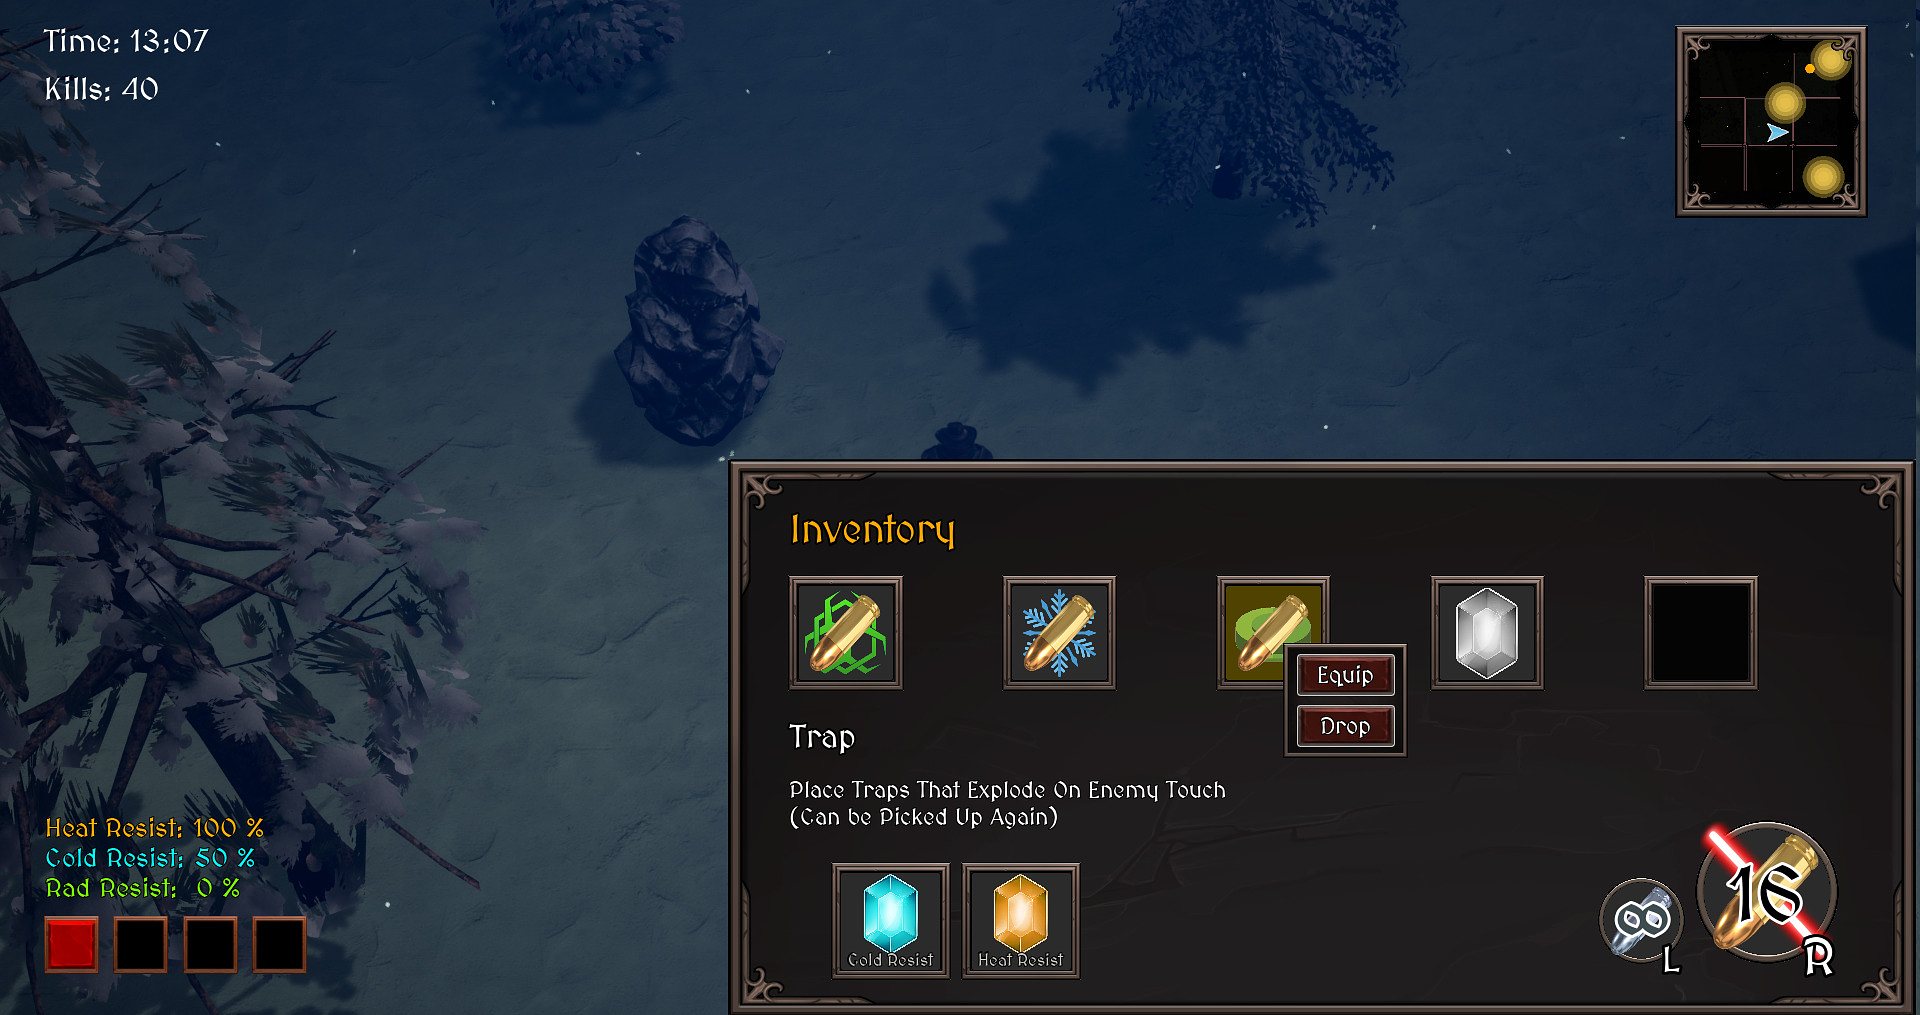 Time: 13:07
Kills: 40
Inventory
Equip
Drop
Trap
Place Traps That Explode On Enemy Touch
(Can be Picked Up Again)
Heat Resist: 100 %
Cold Resist: 50 %
Rad Resist: 0 %
Cold Resist
Heat Resist
∞
L
16
R